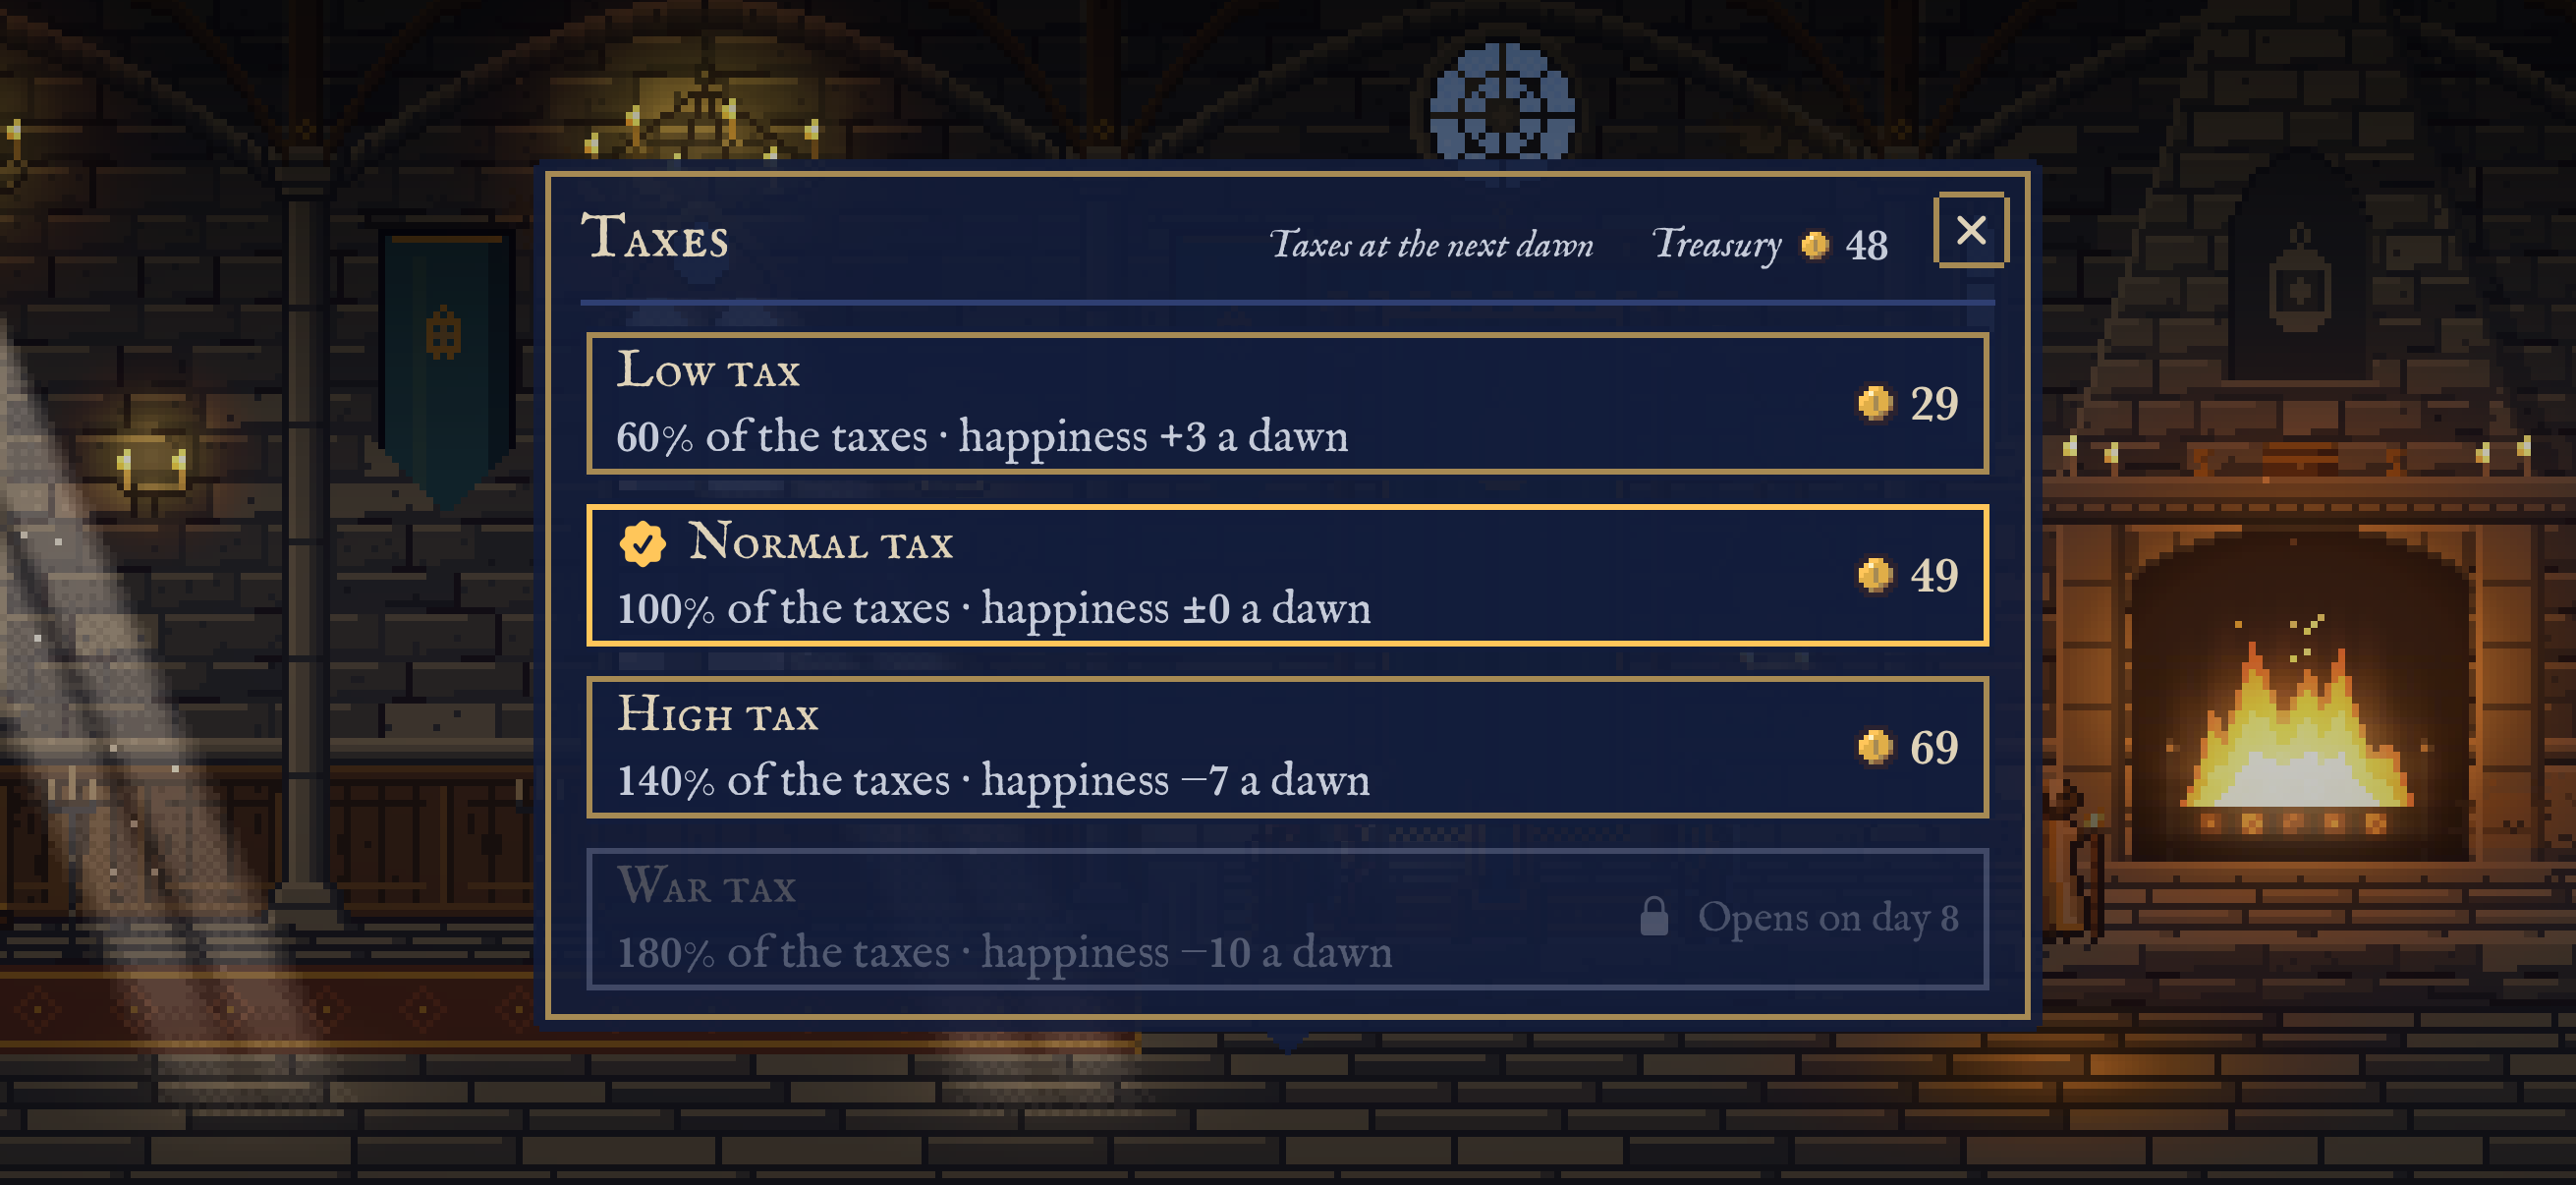 Taxes
Taxes at the next dawn
Treasury 48
Low tax
60% of the taxes · happiness +3 a dawn
29
Normal tax
100% of the taxes · happiness ±0 a dawn
49
High tax
140% of the taxes · happiness −7 a dawn
69
War tax
180% of the taxes · happiness −10 a dawn
Opens on day 8